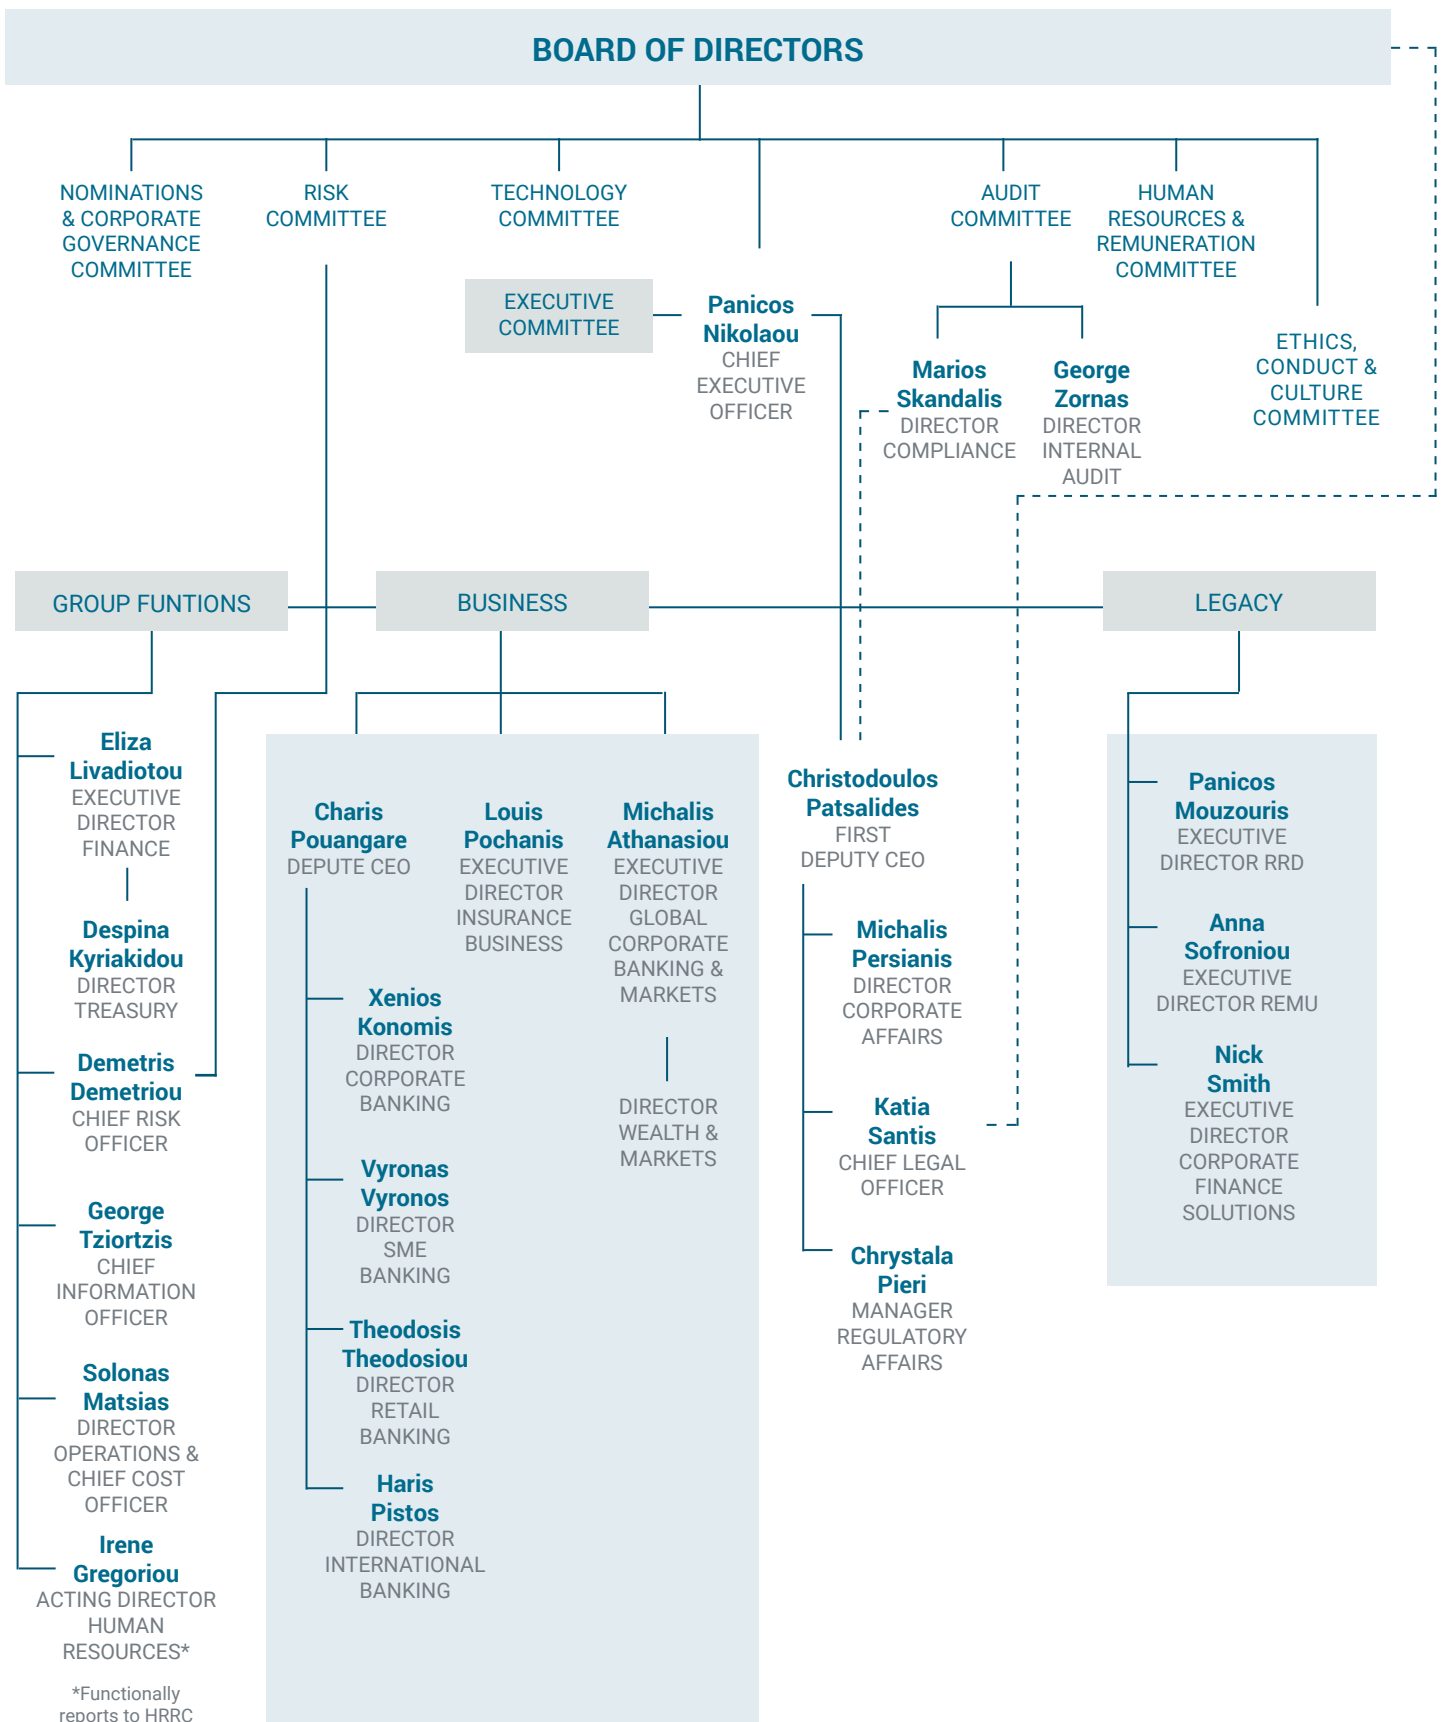 BOARD OF DIRECTORS
NOMINATIONS
& CORPORATE
GOVERNANCE
COMMITTEE
RISK
COMMITTEE
TECHNOLOGY
COMMITTEE
AUDIT
COMMITTEE
HUMAN
RESOURCES &
REMUNERATION
COMMITTEE
EXECUTIVE
COMMITTEE
Panicos
Nikolaou
CHIEF
EXECUTIVE
OFFICER
Marios
Skandalis
DIRECTOR
COMPLIANCE
George
Zornas
DIRECTOR
INTERNAL
AUDIT
ETHICS,
CONDUCT &
CULTURE
COMMITTEE
GROUP FUNTIONS
BUSINESS
LEGACY
Eliza
Livadiotou
EXECUTIVE
DIRECTOR
FINANCE
Despina
Kyriakidou
DIRECTOR
TREASURY
Demetris
Demetriou
CHIEF RISK
OFFICER
George
Tziortzis
CHIEF
INFORMATION
OFFICER
Solonas
Matsias
DIRECTOR
OPERATIONS &
CHIEF COST
OFFICER
Irene
Gregoriou
ACTING DIRECTOR
HUMAN
RESOURCES*
*Functionally
reports to HRRC
Charis
Pouangare
DEPUTE CEO
Xenios
Konomis
DIRECTOR
CORPORATE
BANKING
Vyronas
Vyronos
DIRECTOR
SME
BANKING
Theodosis
Theodosiou
DIRECTOR
RETAIL
BANKING
Haris
Pistos
DIRECTOR
INTERNATIONAL
BANKING
Louis
Pochanis
EXECUTIVE
DIRECTOR
INSURANCE
BUSINESS
Michalis
Athanasiou
EXECUTIVE
DIRECTOR
GLOBAL
CORPORATE
BANKING &
MARKETS
DIRECTOR
WEALTH &
MARKETS
Christodoulos
Patsalides
FIRST
DEPUTY CEO
Michalis
Persianis
DIRECTOR
CORPORATE
AFFAIRS
Katia
Santis
CHIEF LEGAL
OFFICER
Chrystala
Pieri
MANAGER
REGULATORY
AFFAIRS
Panicos
Mouzouris
EXECUTIVE
DIRECTOR RRD
Anna
Sofroniou
EXECUTIVE
DIRECTOR REMU
Nick
Smith
EXECUTIVE
DIRECTOR
CORPORATE
FINANCE
SOLUTIONS